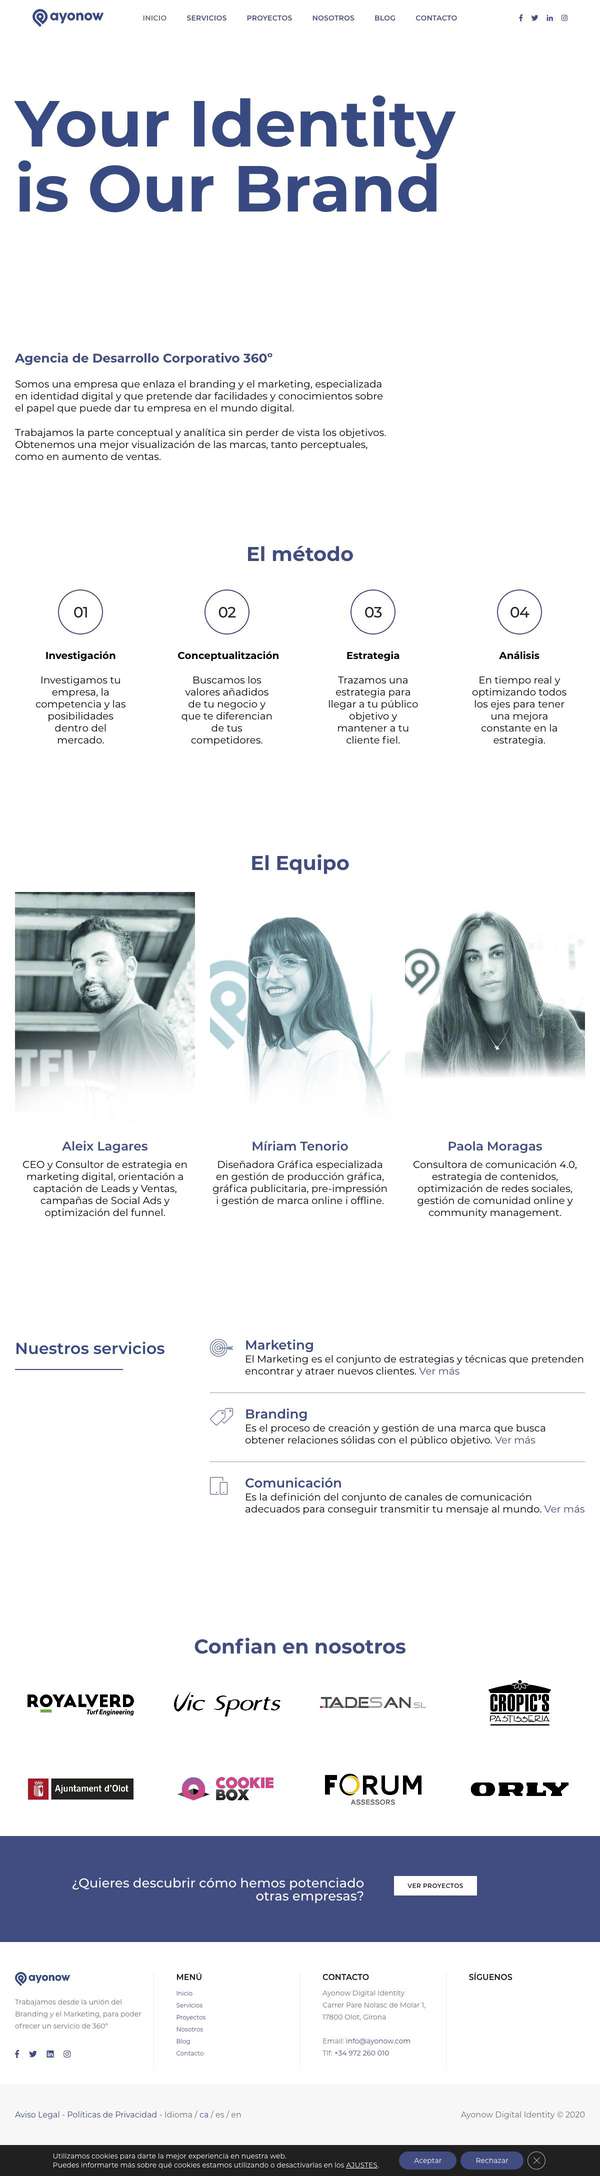 ayonow
INICIO SERVICIOS PROYECTOS NOSOTROS BLOG CONTACTO
Your Identity
is Our Brand
Agencia de Desarrollo Corporativo 360º
Somos una empresa que enlaza el branding y el marketing, especializada
en identidad digital y que pretende dar facilidades y conocimientos sobre
el papel que puede dar tu empresa en el mundo digital.
Trabajamos la parte conceptual y analítica sin perder de vista los objetivos.
Obtenemos una mejor visualización de las marcas, tanto perceptuales,
como en aumento de ventas.
El método
01
Investigación
Investigamos tu
empresa, la
competencia y las
posibilidades
dentro del
mercado.
02
Conceptualitzación
Buscamos los
valores añadidos
de tu negocio y
que te diferencian
de tus
competidores.
03
Estrategia
Trazamos una
estrategia para
llegar a tu público
objetivo y
mantener a tu
cliente fiel.
04
Análisis
En tiempo real y
optimizando todos
los ejes para tener
una mejora
constante en la
estrategia.
El Equipo
Aleix Lagares
CEO y Consultor de estrategia en
marketing digital, orientación a
captación de Leads y Ventas,
campañas de Social Ads y
optimización del funnel.
Míriam Tenorio
Diseñadora Gráfica especializada
en gestión de producción gráfica,
gráfica publicitaria, pre-impressión
i gestión de marca online i offline.
Paola Moragas
Consultora de comunicación 4.0,
estrategia de contenidos,
optimización de redes sociales,
gestión de comunidad online y
community management.
Nuestros servicios
Marketing
El Marketing es el conjunto de estrategias y técnicas que pretenden
encontrar y atraer nuevos clientes. Ver más
Branding
Es el proceso de creación y gestión de una marca que busca
obtener relaciones sólidas con el público objetivo. Ver más
Comunicación
Es la definición del conjunto de canales de comunicación
adecuados para conseguir transmitir tu mensaje al mundo. Ver más
Confian en nosotros
ROYALVERD
Turf Engineering
Vic Sports
TADESAN SL
CROPIC'S
PASTISSERIA
Ajuntament d'Olot
COOKIE
BOX
FORUM
ASSESSORS
ORLY
¿Quieres descubrir cómo hemos potenciado
otras empresas?
VER PROYECTOS
ayonow
Trabajamos desde la unión del
Branding y el Marketing, para poder
ofrecer un servicio de 360º
MENÚ
Inicio
Servicios
Proyectos
Nosotros
Blog
Contacto
CONTACTO
Ayonow Digital Identity
Carrer Pare Nolasc de Molar 1,
17800 Olot, Girona
Email: info@ayonow.com
Tlf: +34 972 260 010
SÍGUENOS
Aviso Legal - Políticas de Privacidad - Idioma / ca / es / en
Ayonow Digital Identity © 2020
Utilizamos cookies para darte la mejor experiencia en nuestra web.
Puedes informarte más sobre qué cookies estamos utilizando o desactivarlas en los AJUSTES.
Aceptar
Rechazar